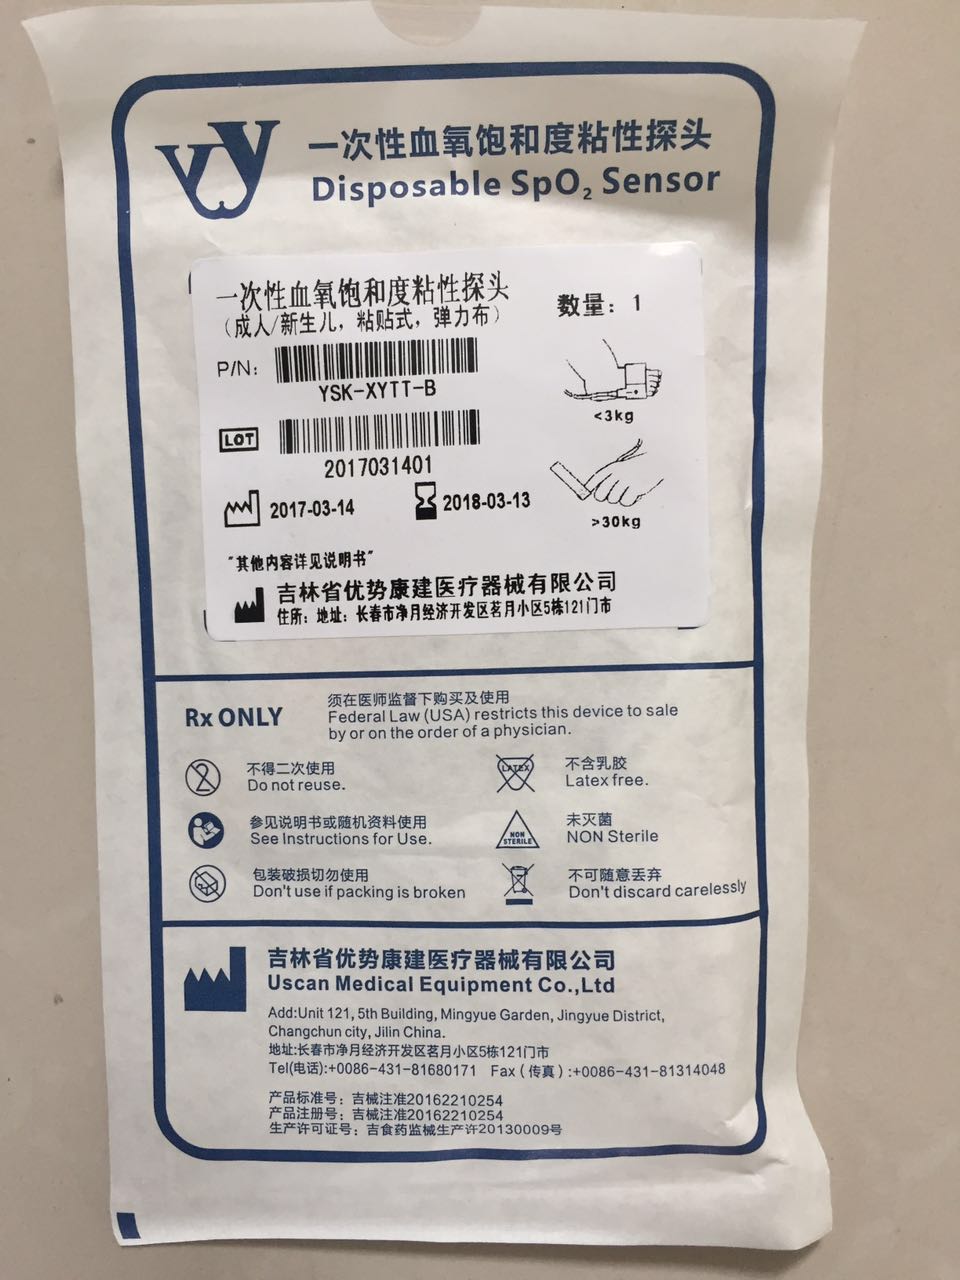 一次性血氧饱和度粘性探头
Disposable SpO₂ Sensor
一次性血氧饱和度粘性探头
（成人/新生儿，粘贴式，弹力布）
数量：1
P/N:
YSK-XYTT-B
<3kg
LOT
2017031401
2017-03-14
2018-03-13
>30kg
"其他内容详见说明书"
吉林省优势康建医疗器械有限公司
住所：地址：长春市净月经济开发区茗月小区5栋121门市
Rx ONLY
须在医师监督下购买及使用
Federal Law (USA) restricts this device to sale
by or on the order of a physician.
不得二次使用
Do not reuse.
LATEX
不含乳胶
Latex free.
参见说明书或随机资料使用
See Instructions for Use.
NON
STERILE
未灭菌
NON Sterile
包装破损切勿使用
Don't use if packing is broken
不可随意丢弃
Don't discard carelessly
吉林省优势康建医疗器械有限公司
Uscan Medical Equipment Co.,Ltd
Add:Unit 121, 5th Building, Mingyue Garden, Jingyue District,
Changchun city, Jilin China.
地址:长春市净月经济开发区茗月小区5栋121门市
Tel(电话):+0086-431-81680171 Fax（传真）:+0086-431-81314048
产品标准号：吉械注准20162210254
产品注册号：吉械注准20162210254
生产许可证号：吉食药监械生产许20130009号